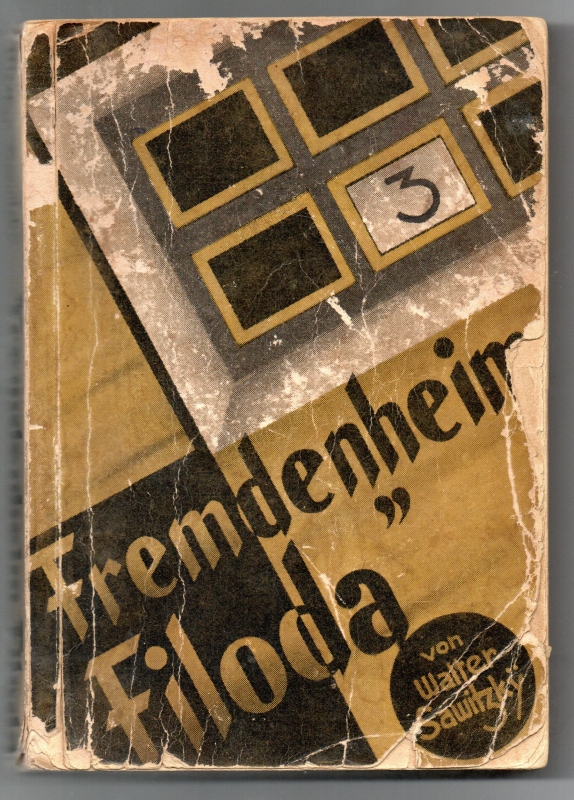 3
Fremdenheim
Filoda"
von
Walter
Sawitzky